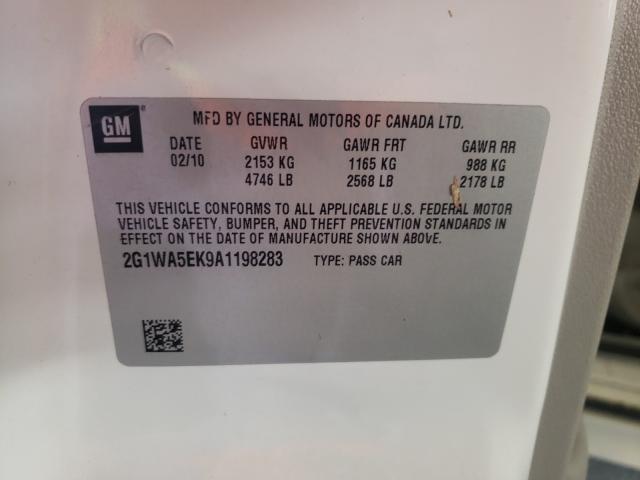 GM
MFD BY GENERAL MOTORS OF CANADA LTD.
DATE GVWR GAWR FRT GAWR RR
02/10 2153 KG 1165 KG 988 KG
4746 LB 2568 LB 2178 LB
THIS VEHICLE CONFORMS TO ALL APPLICABLE U.S. FEDERAL MOTOR
VEHICLE SAFETY, BUMPER, AND THEFT PREVENTION STANDARDS IN
EFFECT ON THE DATE OF MANUFACTURE SHOWN ABOVE.
2G1WA5EK9A1198283 TYPE: PASS CAR